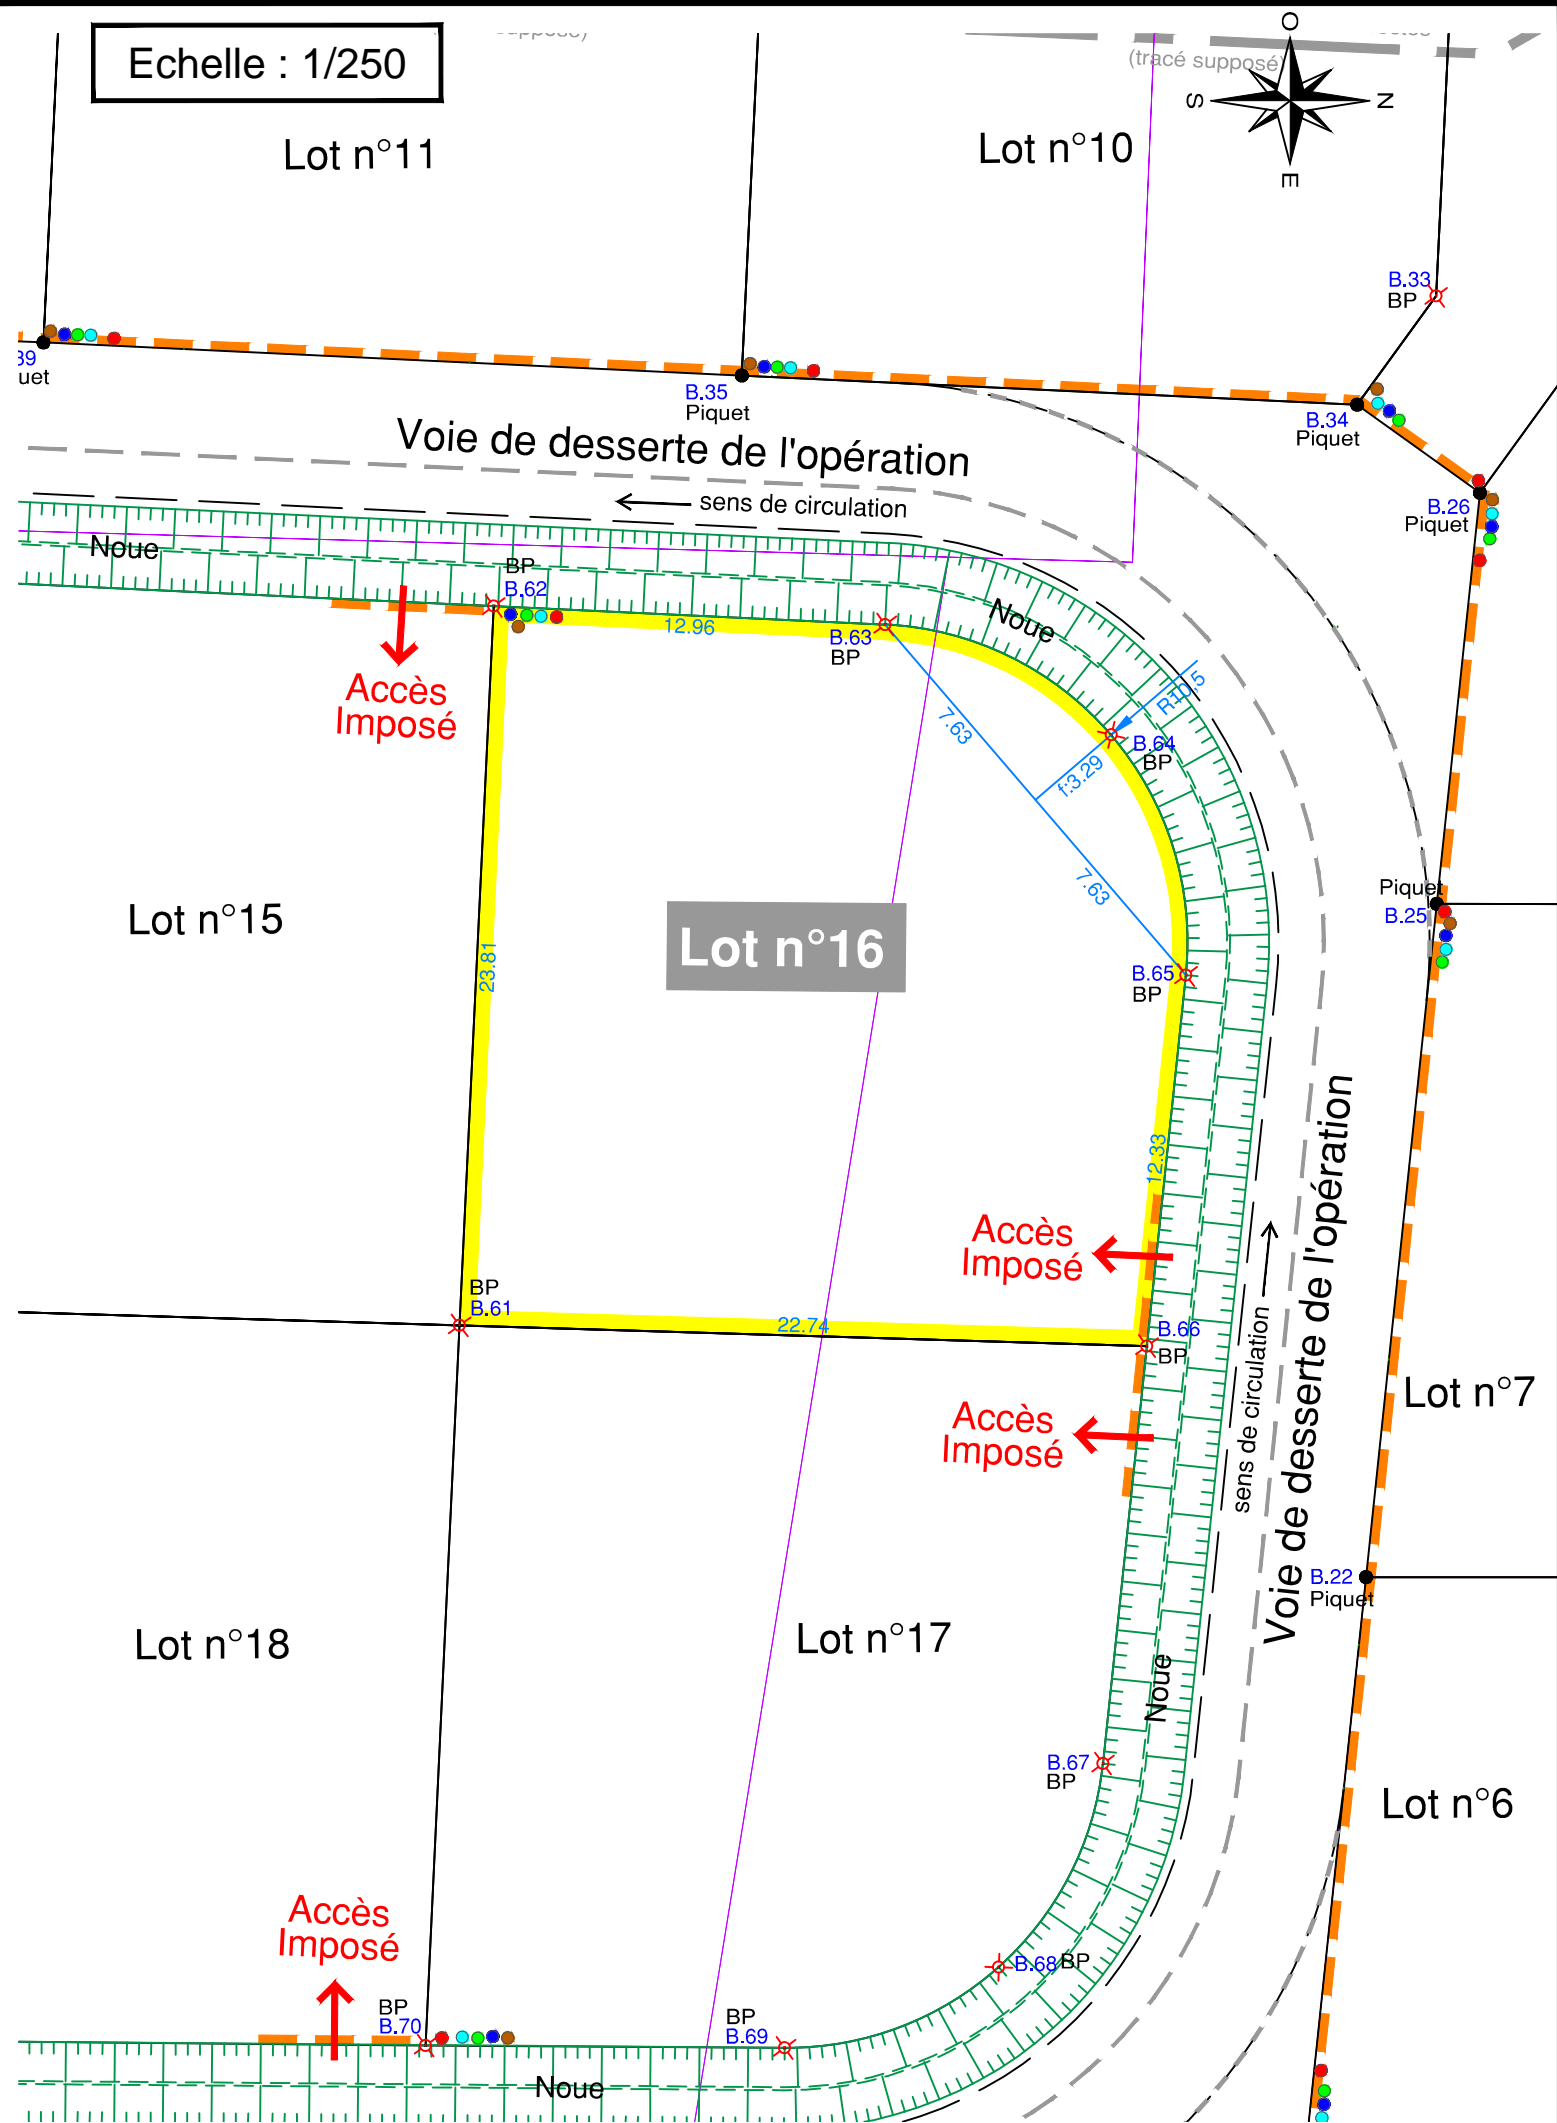 Echelle : 1/250
(tracé supposé)
O
S
N
E
Lot n°11
Lot n°10
B.33
BP
39
uet
B.35
Piquet
B.34
Piquet
B.26
Piquet
Voie de desserte de l'opération
sens de circulation
Noue
BP
B.62
12.96
B.63
BP
Noue
R10,5
B.64
BP
f:3.29
7.63
7.63
Accès
Imposé
Lot n°15
Lot n°16
23.81
Piquet
B.25
B.65
BP
12.33
Voie de desserte de l'opération
sens de circulation
Accès
Imposé
BP
B.61
22.74
B.66
BP
Accès
Imposé
Lot n°7
B.22
Piquet
Lot n°18
Lot n°17
Noue
B.67
BP
Lot n°6
Accès
Imposé
B.68 BP
BP
B.70
BP
B.69
Noue